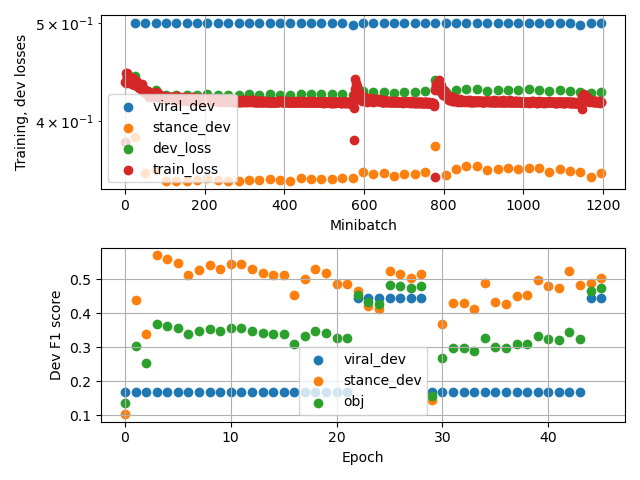 5 × 10⁻¹
4 × 10⁻¹
Training, dev losses
viral_dev
stance_dev
dev_loss
train_loss
0 200 400 600 800 1000 1200
Minibatch
0.5
0.4
0.3
0.2
0.1
Dev F1 score
viral_dev
stance_dev
obj
0 10 20 30 40
Epoch